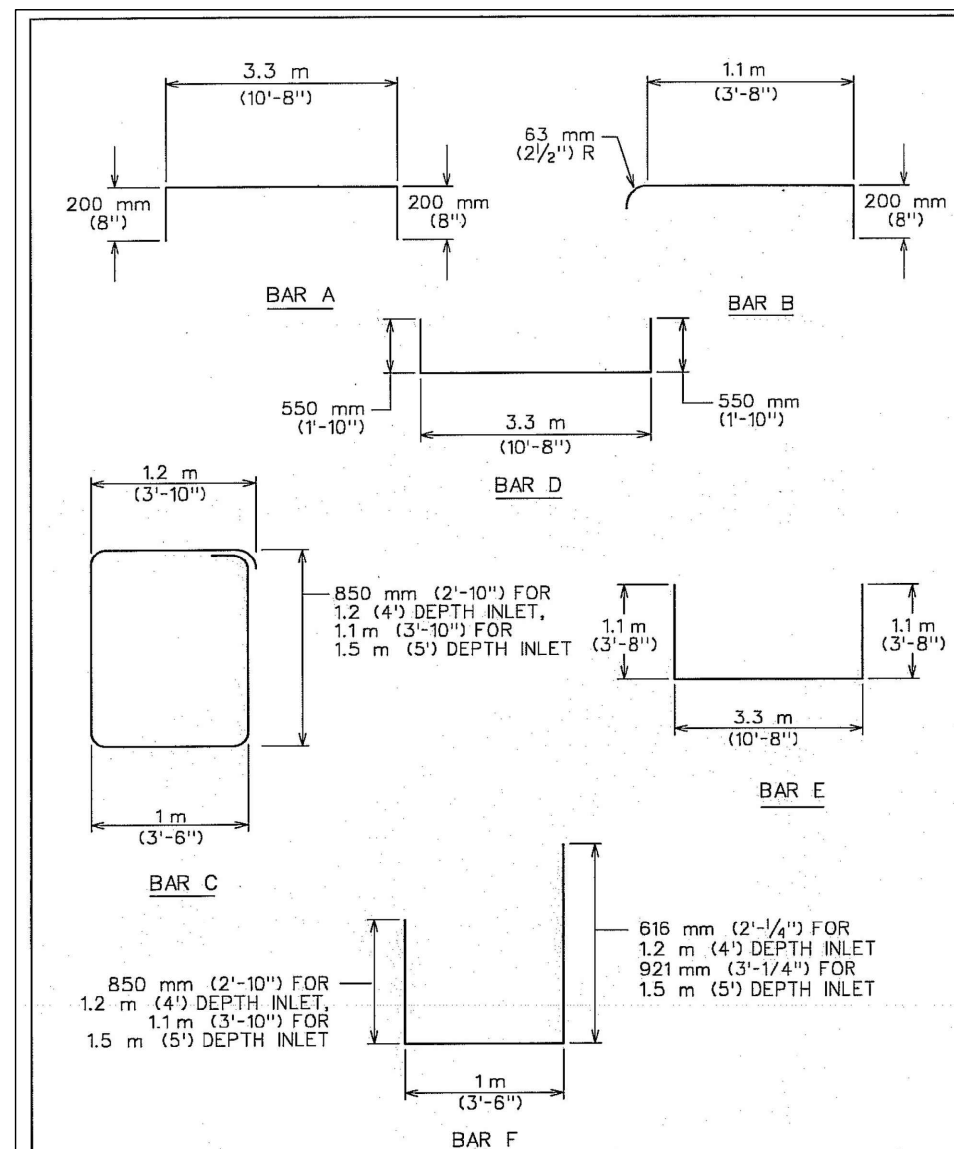 3.3 m
(10'-8")
200 mm
(8")
200 mm
(8")
BAR A
1.1 m
(3'-8")
63 mm
(2½") R
200 mm
(8")
BAR B
550 mm
(1'-10")
3.3 m
(10'-8")
550 mm
(1'-10")
BAR D
1.2 m
(3'-10")
850 mm (2'-10") FOR
1.2 (4') DEPTH INLET,
1.1 m (3'-10") FOR
1.5 m (5') DEPTH INLET
1 m
(3'-6")
BAR C
1.1 m
(3'-8")
1.1 m
(3'-8")
3.3 m
(10'-8")
BAR E
850 mm (2'-10") FOR
1.2 m (4') DEPTH INLET,
1.1 m (3'-10") FOR
1.5 m (5') DEPTH INLET
616 mm (2'-¼") FOR
1.2 m (4') DEPTH INLET
921 mm (3'-1/4") FOR
1.5 m (5') DEPTH INLET
1 m
(3'-6")
BAR F